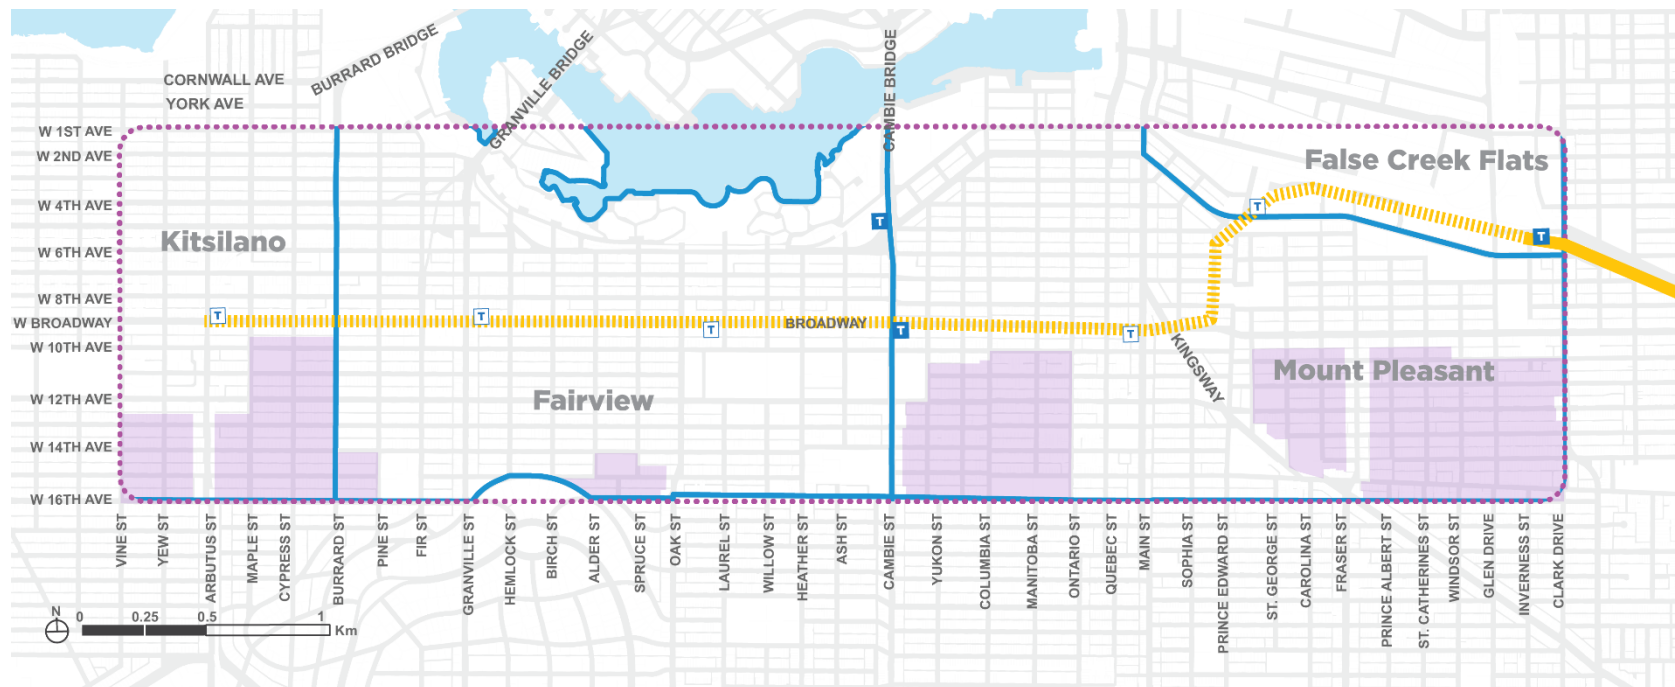 CORNWALL AVE
YORK AVE
BURRARD BRIDGE
GRANVILLE BRIDGE
CAMBIE BRIDGE
W 1ST AVE
W 2ND AVE
W 4TH AVE
W 6TH AVE
W 8TH AVE
W BROADWAY
W 10TH AVE
W 12TH AVE
W 14TH AVE
W 16TH AVE
False Creek Flats
Kitsilano
T
T
T
T
T
T
T
T
BROADWAY
KINGSWAY
Mount Pleasant
Fairview
VINE ST
YEW ST
ARBUTUS ST
MAPLE ST
CYPRESS ST
BURRARD ST
PINE ST
FIR ST
GRANVILLE ST
HEMLOCK ST
BIRCH ST
ALDER ST
SPRUCE ST
OAK ST
LAUREL ST
WILLOW ST
HEATHER ST
ASH ST
CAMBIE ST
YUKON ST
COLUMBIA ST
MANITOBA ST
ONTARIO ST
QUEBEC ST
MAIN ST
SOPHIA ST
PRINCE EDWARD ST
ST. GEORGE ST
CAROLINA ST
FRASER ST
PRINCE ALBERT ST
ST. CATHERINES ST
WINDSOR ST
GLEN DRIVE
INVERNESS ST
CLARK DRIVE
N
0 0.25 0.5 1
Km